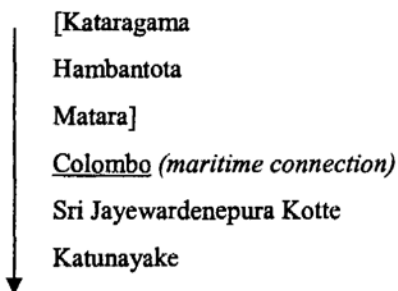 [Kataragama
Hambantota
Matara]
Colombo (maritime connection)
Sri Jayewardenepura Kotte
Katunayake